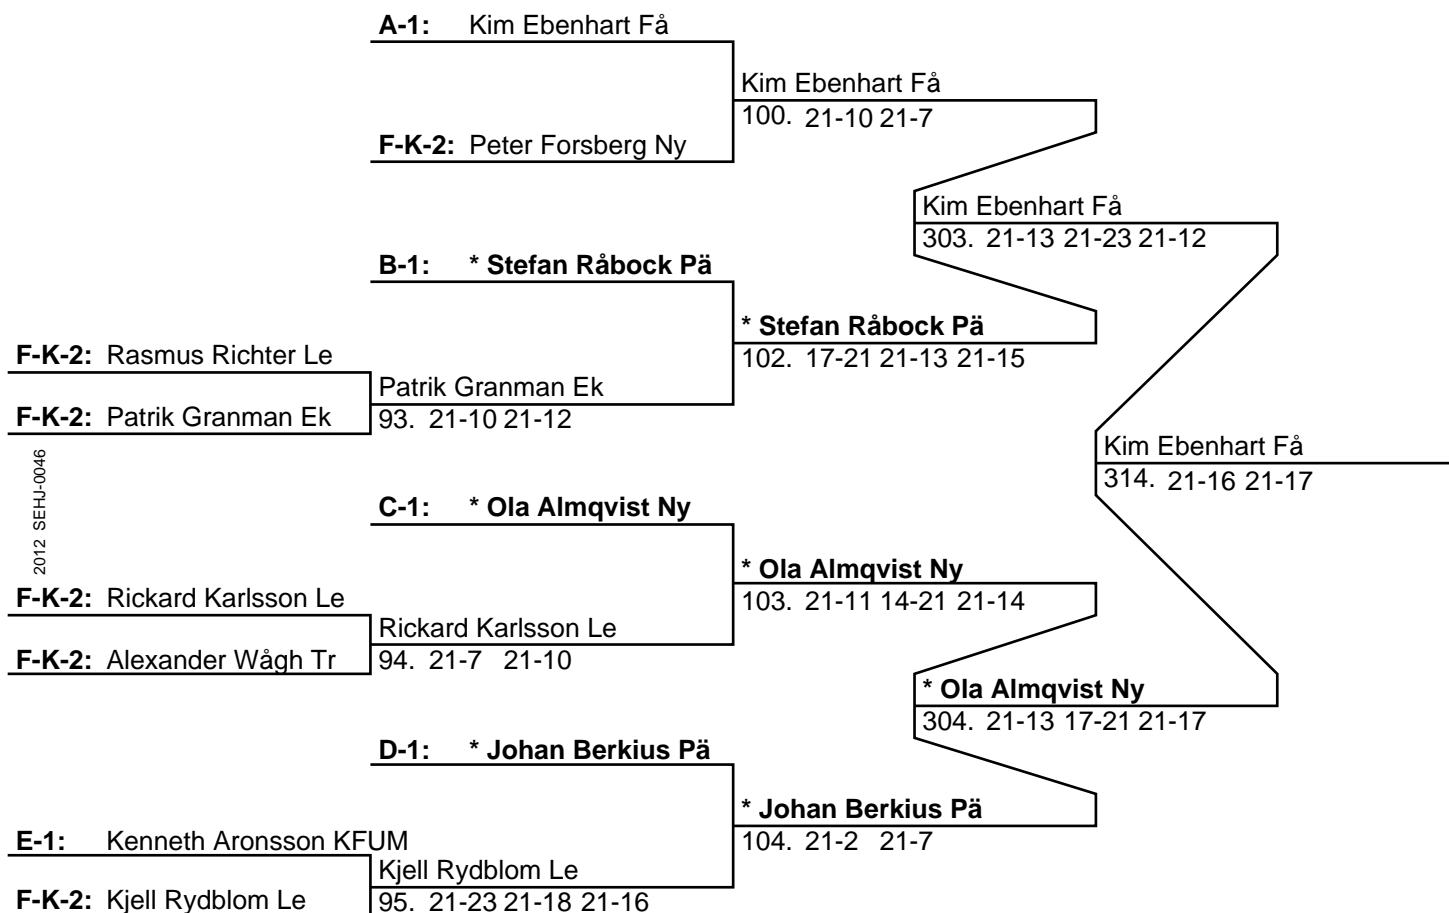 A-1: Kim Ebenhart Få
Kim Ebenhart Få
100. 21-10 21-7
F-K-2: Peter Forsberg Ny
Kim Ebenhart Få
303. 21-13 21-23 21-12
B-1: * Stefan Råbock Pä
* Stefan Råbock Pä
102. 17-21 21-13 21-15
F-K-2: Rasmus Richter Le
Patrik Granman Ek
93. 21-10 21-12
F-K-2: Patrik Granman Ek
Kim Ebenhart Få
314. 21-16 21-17
2012 SEHJ-0046
C-1: * Ola Almqvist Ny
* Ola Almqvist Ny
103. 21-11 14-21 21-14
F-K-2: Rickard Karlsson Le
Rickard Karlsson Le
94. 21-7 21-10
F-K-2: Alexander Wågh Tr
* Ola Almqvist Ny
304. 21-13 17-21 21-17
D-1: * Johan Berkius Pä
* Johan Berkius Pä
104. 21-2 21-7
E-1: Kenneth Aronsson KFUM
Kjell Rydblom Le
95. 21-23 21-18 21-16
F-K-2: Kjell Rydblom Le